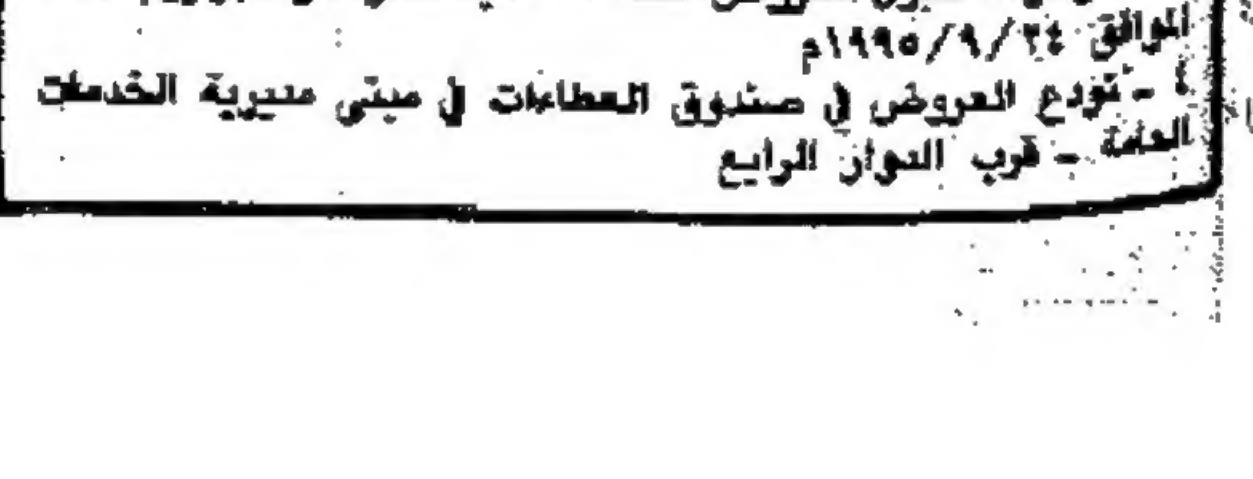 الموافق ٢٤/٩/١٩٩٥م
٤ - تودع العروض في صندوق العطاءات في مبنى مديرية الخدمات
العامة - قرب الدوار الرابع